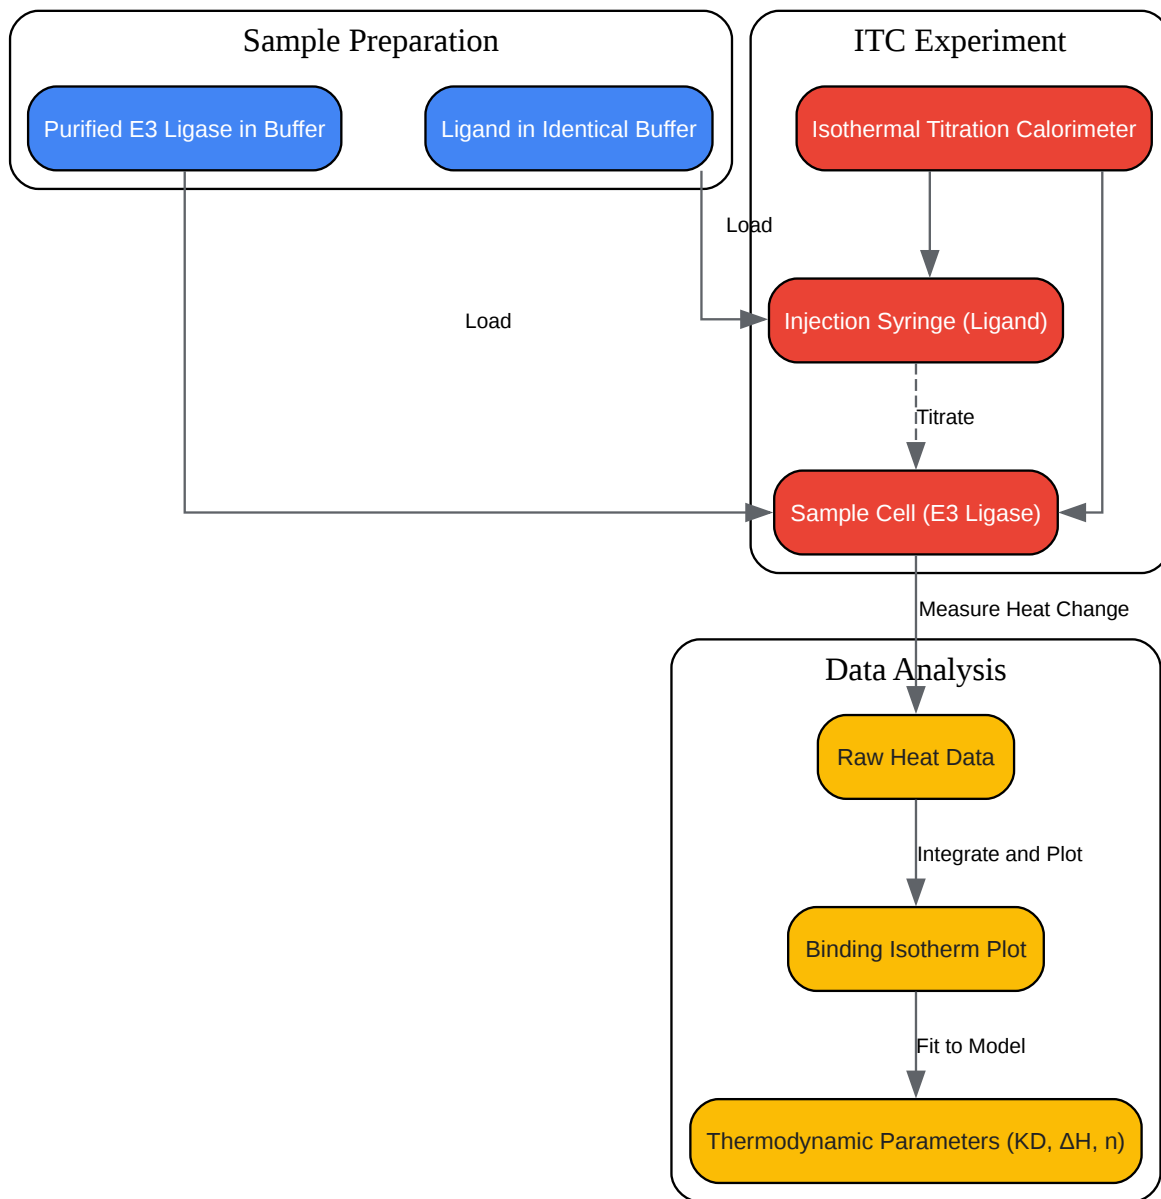 Sample Preparation
ITC Experiment
Purified E3 Ligase in Buffer
Ligand in Identical Buffer
Isothermal Titration Calorimeter
Load
Load
Injection Syringe (Ligand)
Titrate
Sample Cell (E3 Ligase)
Measure Heat Change
Data Analysis
Raw Heat Data
Integrate and Plot
Binding Isotherm Plot
Fit to Model
Thermodynamic Parameters (KD, ΔH, n)